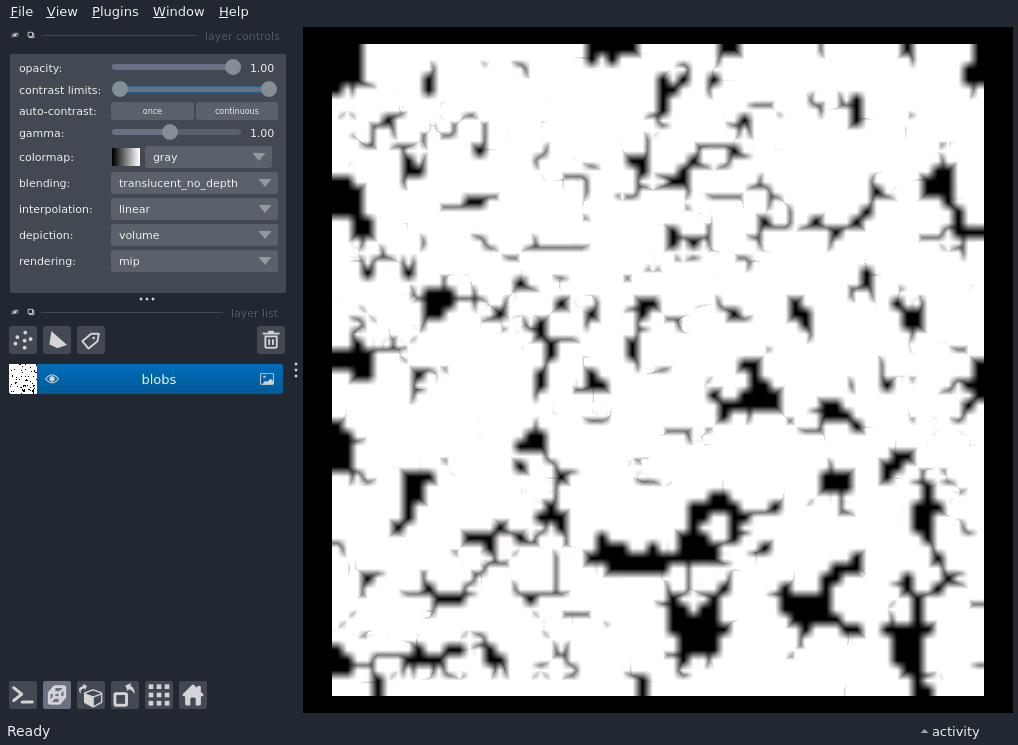 File View Plugins Window Help
layer controls
opacity: 1.00
contrast limits:
auto-contrast: once continuous
gamma: 1.00
colormap: gray
blending: translucent_no_depth
interpolation: linear
depiction: volume
rendering: mip
layer list
blobs
Ready activity